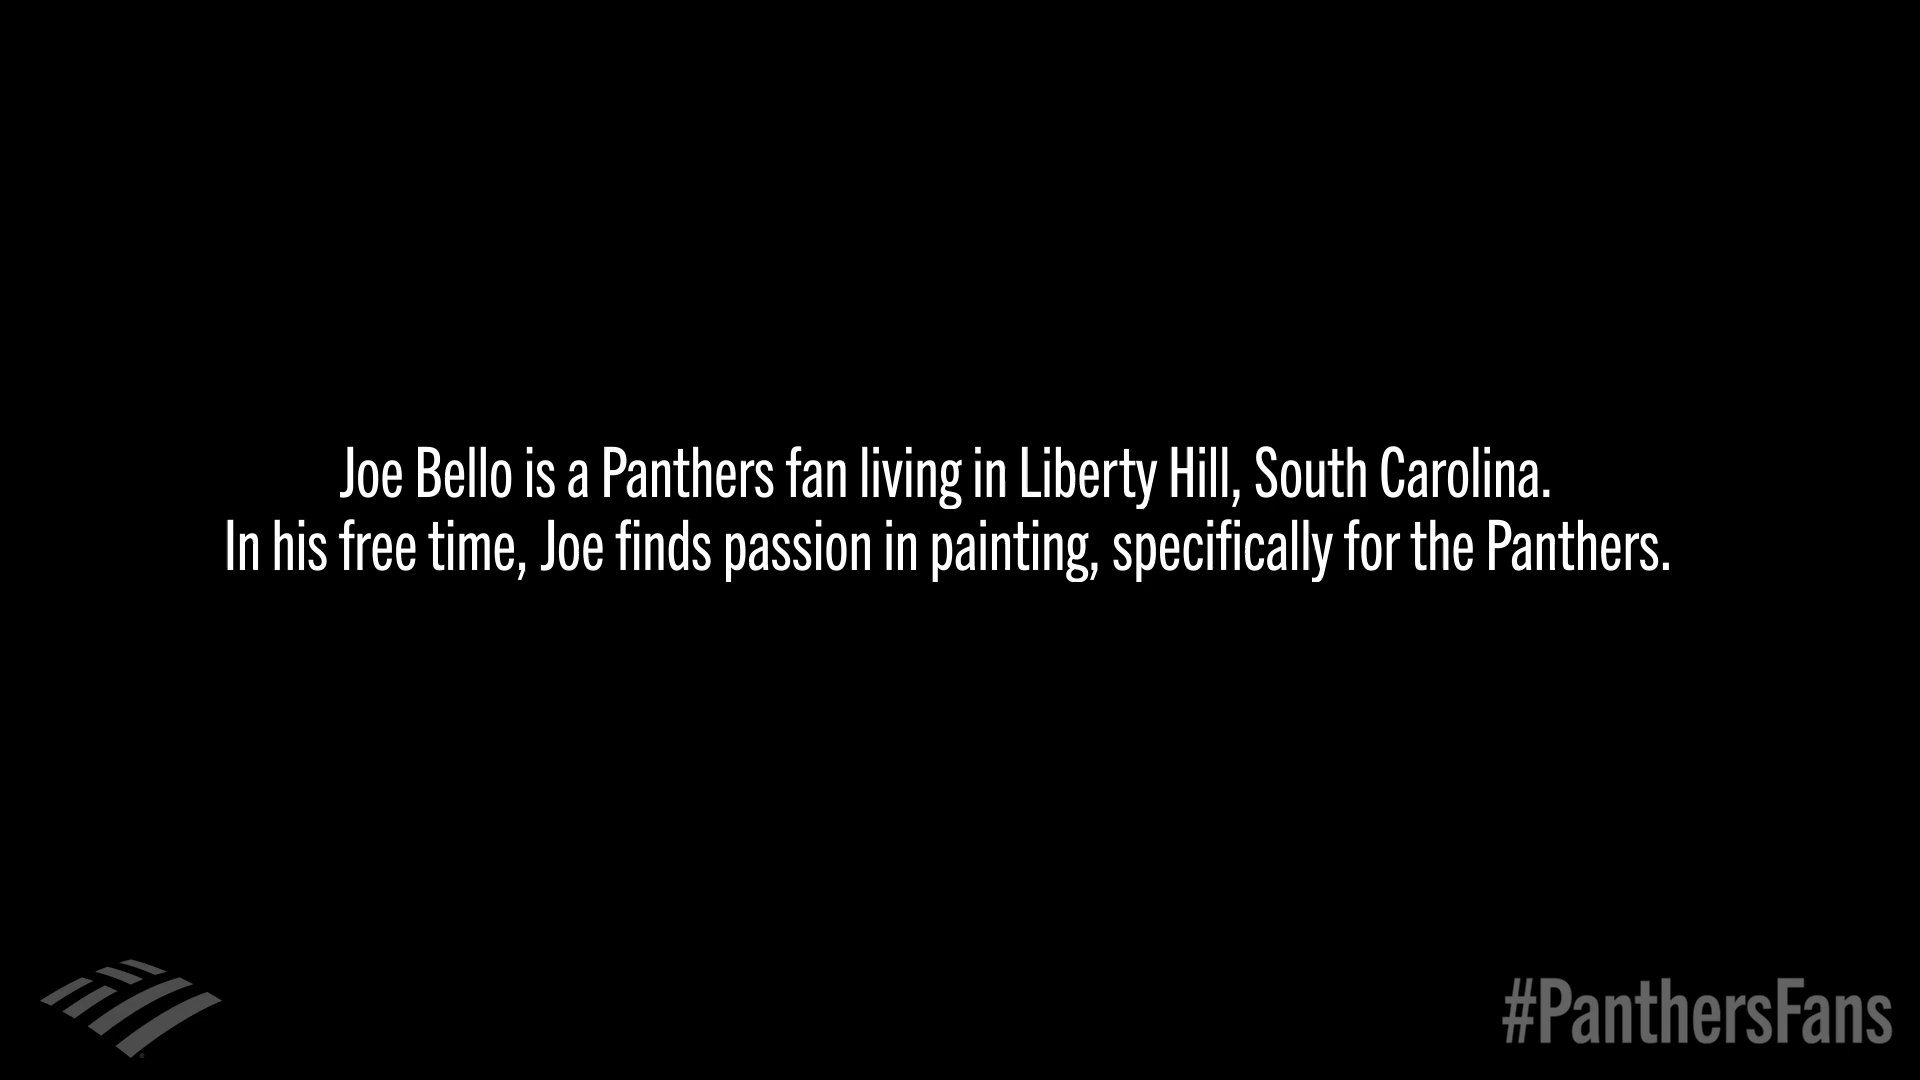 Joe Bello is a Panthers fan living in Liberty Hill, South Carolina.
In his free time, Joe finds passion in painting, specifically for the Panthers.
#PanthersFans